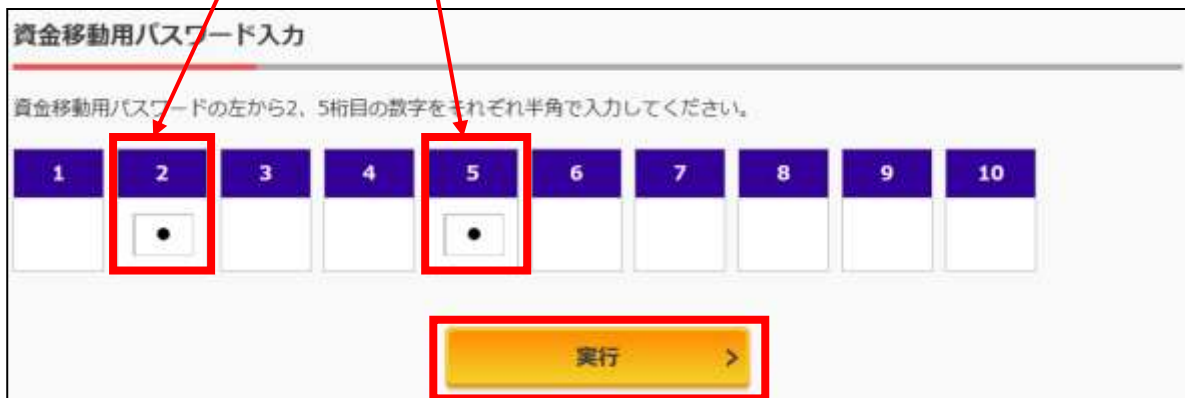 資金移動用パスワード入力
資金移動用パスワードの左から2、5桁目の数字をそれぞれ半角で入力してください。
1 2 3 4 5 6 7 8 9 10
実行